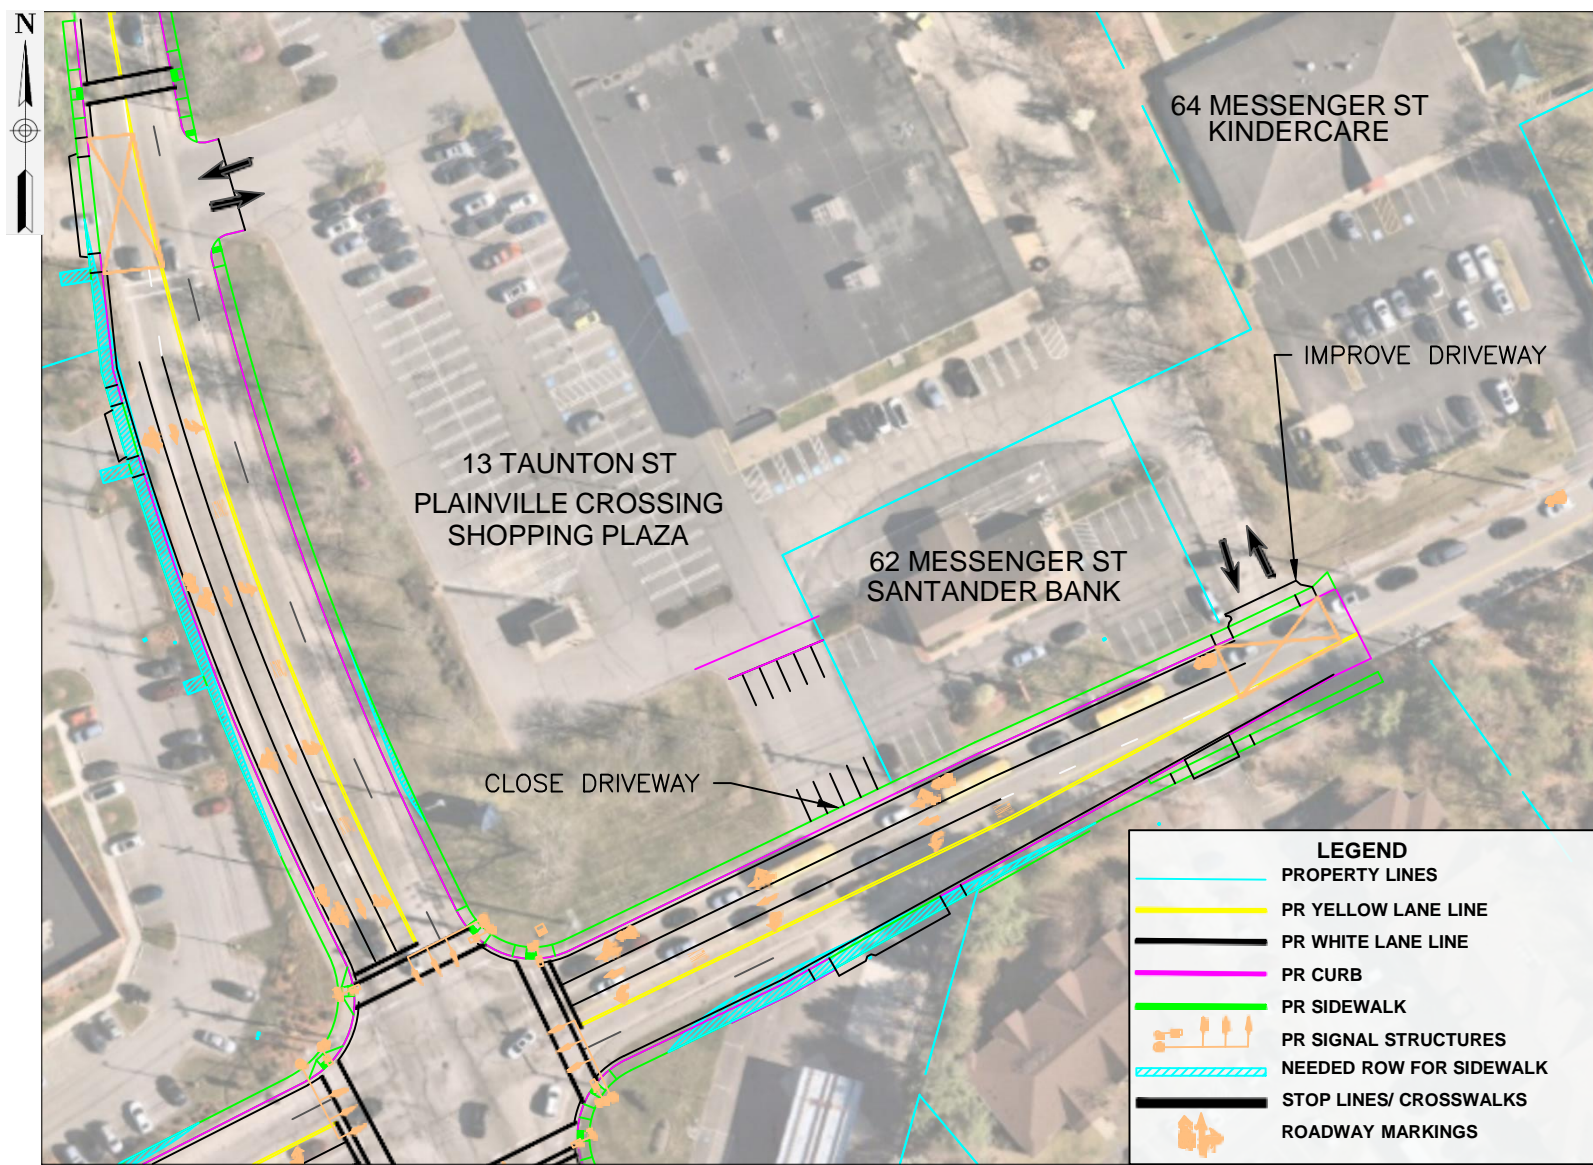 N
64 MESSENGER ST
KINDERCARE
IMPROVE DRIVEWAY
13 TAUNTON ST
PLAINVILLE CROSSING
SHOPPING PLAZA
62 MESSENGER ST
SANTANDER BANK
CLOSE DRIVEWAY
LEGEND
PROPERTY LINES
PR YELLOW LANE LINE
PR WHITE LANE LINE
PR CURB
PR SIDEWALK
PR SIGNAL STRUCTURES
NEEDED ROW FOR SIDEWALK
STOP LINES/ CROSSWALKS
ROADWAY MARKINGS